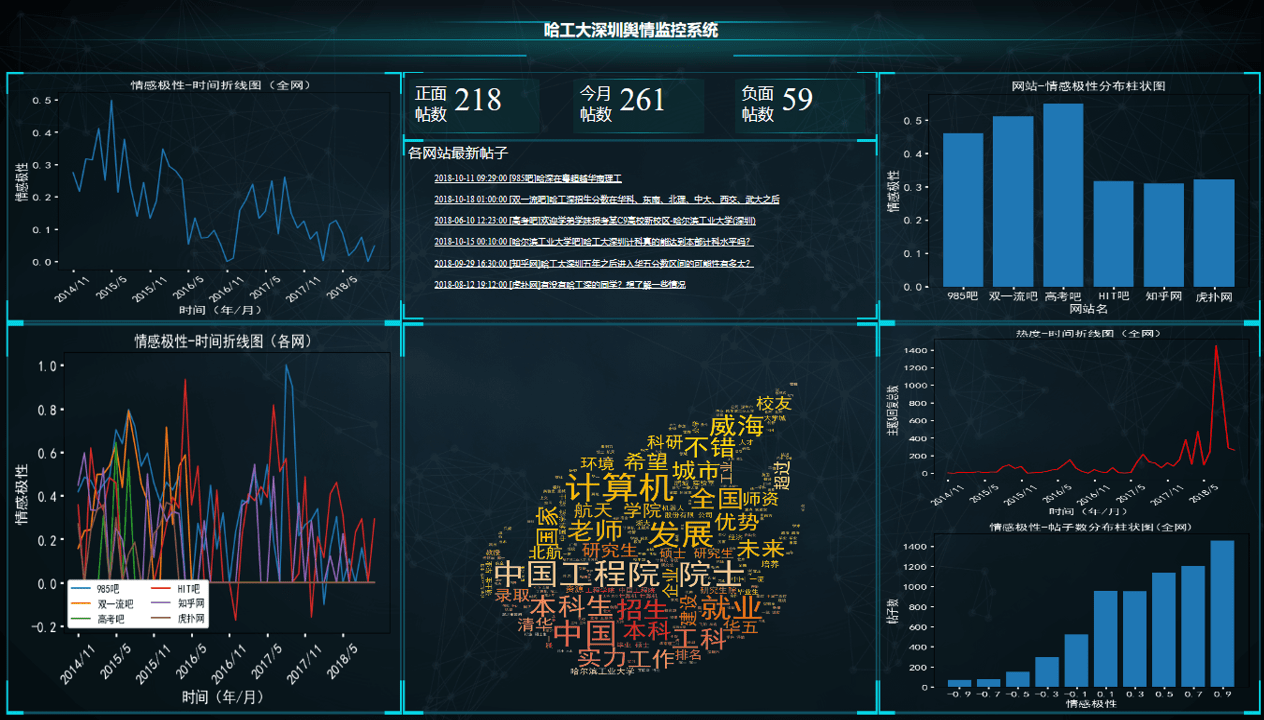 哈工大深圳舆情监控系统
情感极性-时间折线图（全网）
情感极性
0.5
0.4
0.3
0.2
0.1
0.0
2014/11 2015/5 2015/11 2016/5 2016/11 2017/5 2017/11 2018/5
时间（年/月）
情感极性-时间折线图（各网）
情感极性
1.0
0.8
0.6
0.4
0.2
0.0
-0.2
985吧 HIT吧
双一流吧 知乎网
高考吧 虎扑网
2014/11 2015/5 2015/11 2016/5 2016/11 2017/5 2017/11 2018/5
时间（年/月）
正面帖数 218
今月帖数 261
负面帖数 59
各网站最新帖子
2018-10-11 09:29:00 [985吧]哈深在粤超越华南理工
2018-10-18 01:00:00 [双一流吧]哈工深招生分数在华科、东南、北理、中大、西交、武大之后
2018-06-10 12:23:00 [高考吧]欢迎学弟学妹报考某C9高校新校区-哈尔滨工业大学(深圳)
2018-10-15 00:10:00 [哈尔滨工业大学吧]哈工大深圳计科真的能达到本部计科水平吗？
2018-09-29 16:30:00 [知乎网]哈工大深圳五年之后进入华五分数区间的可能性有多大？
2018-08-12 19:12:00 [虎扑网]有没有哈工深的同学？想了解一些情况
校友
威海
科研 不错
环境 希望 城市 超过
计算机 全国 师资
航天 学院
国家 老师 发展 优势
北航 研究生 硕士 研究生 未来
培养
中国工程院 院士
录取 企业
本科生 招生 建设 就业
清华 中国 本科 工科 华五
实力 工作 排名
哈尔滨工业大学
网站-情感极性分布柱状图
情感极性
0.5
0.4
0.3
0.2
0.1
0.0
985吧 双一流吧 高考吧 HIT吧 知乎网 虎扑网
网站名
热度-时间折线图（全网）
主题&回复总数
1400
1200
1000
800
600
400
200
0
2014/11 2015/5 2015/11 2016/5 2016/11 2017/5 2017/11 2018/5
时间（年/月）
情感极性-帖子数分布柱状图(全网)
帖子数
1400
1200
1000
800
600
400
200
0
-0.9 -0.7 -0.5 -0.3 -0.1 0.1 0.3 0.5 0.7 0.9
情感极性